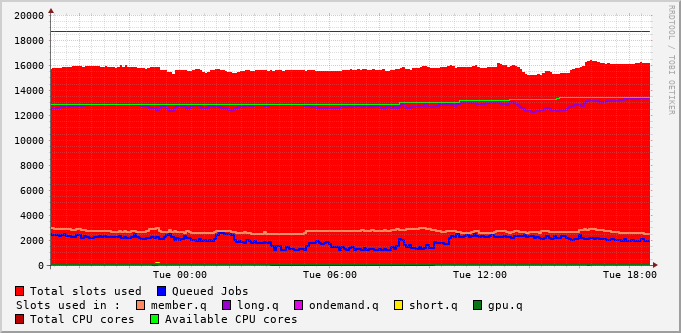 RRDTOOL / TOBI OETIKER
20000
18000
16000
14000
12000
10000
8000
6000
4000
2000
0
Tue 00:00 Tue 06:00 Tue 12:00 Tue 18:00
Total slots used Queued Jobs
Slots used in : member.q long.q ondemand.q short.q gpu.q
Total CPU cores Available CPU cores